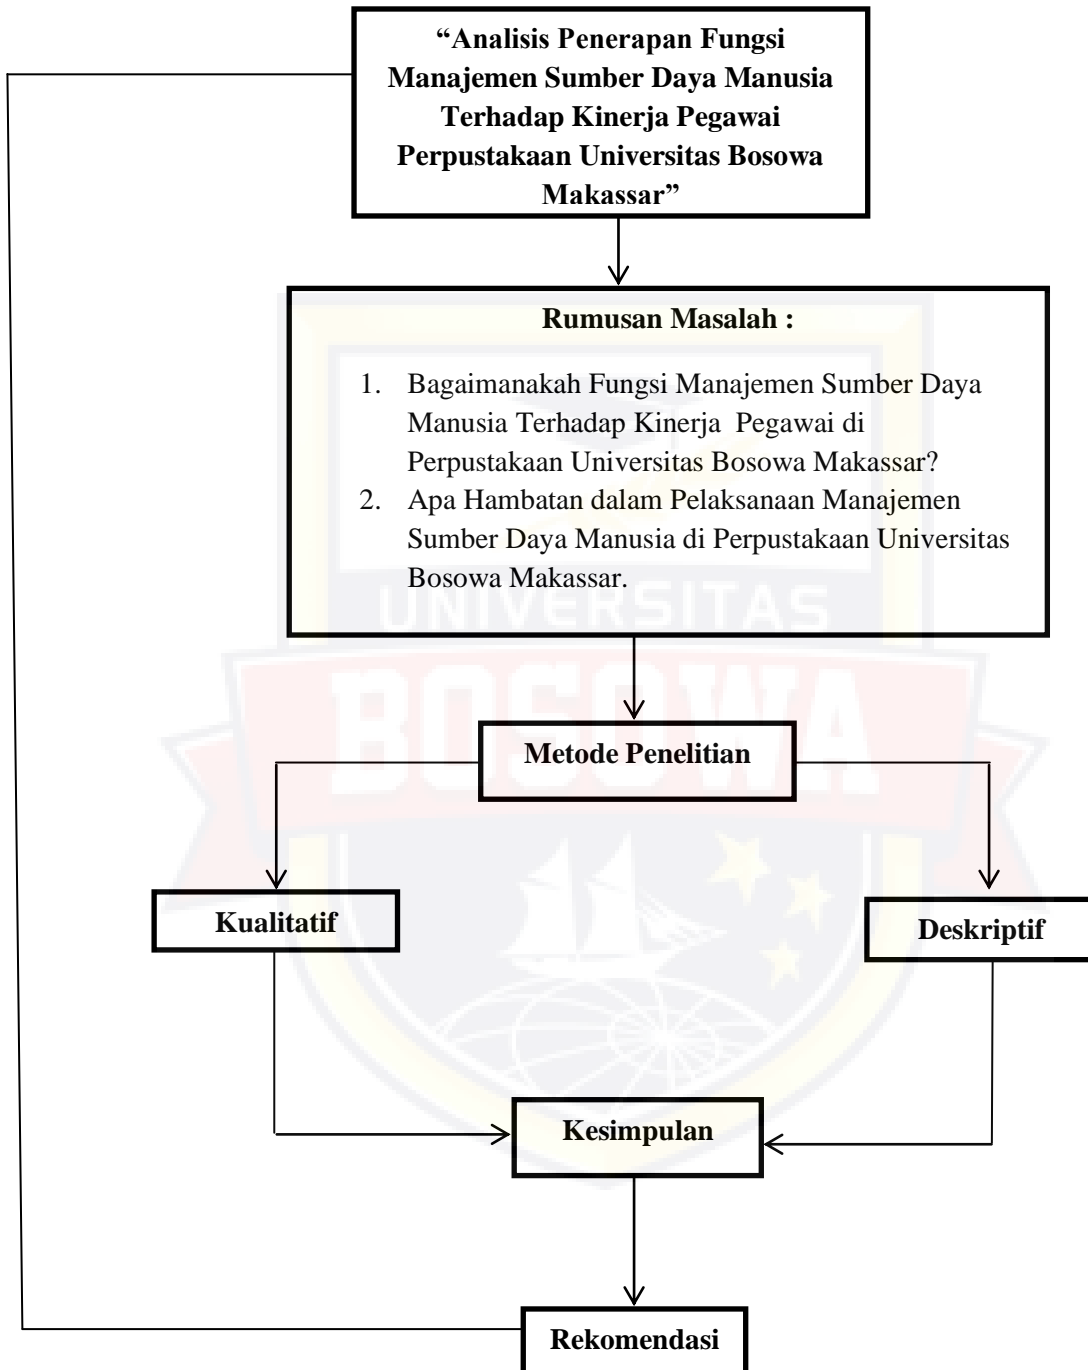 “Analisis Penerapan Fungsi
Manajemen Sumber Daya Manusia
Terhadap Kinerja Pegawai
Perpustakaan Universitas Bosowa
Makassar”
Rumusan Masalah :
1. Bagaimanakah Fungsi Manajemen Sumber Daya
Manusia Terhadap Kinerja Pegawai di
Perpustakaan Universitas Bosowa Makassar?
2. Apa Hambatan dalam Pelaksanaan Manajemen
Sumber Daya Manusia di Perpustakaan Universitas
Bosowa Makassar.
UNIVERSITAS
BOSOWA
Metode Penelitian
Kualitatif
Deskriptif
Kesimpulan
Rekomendasi